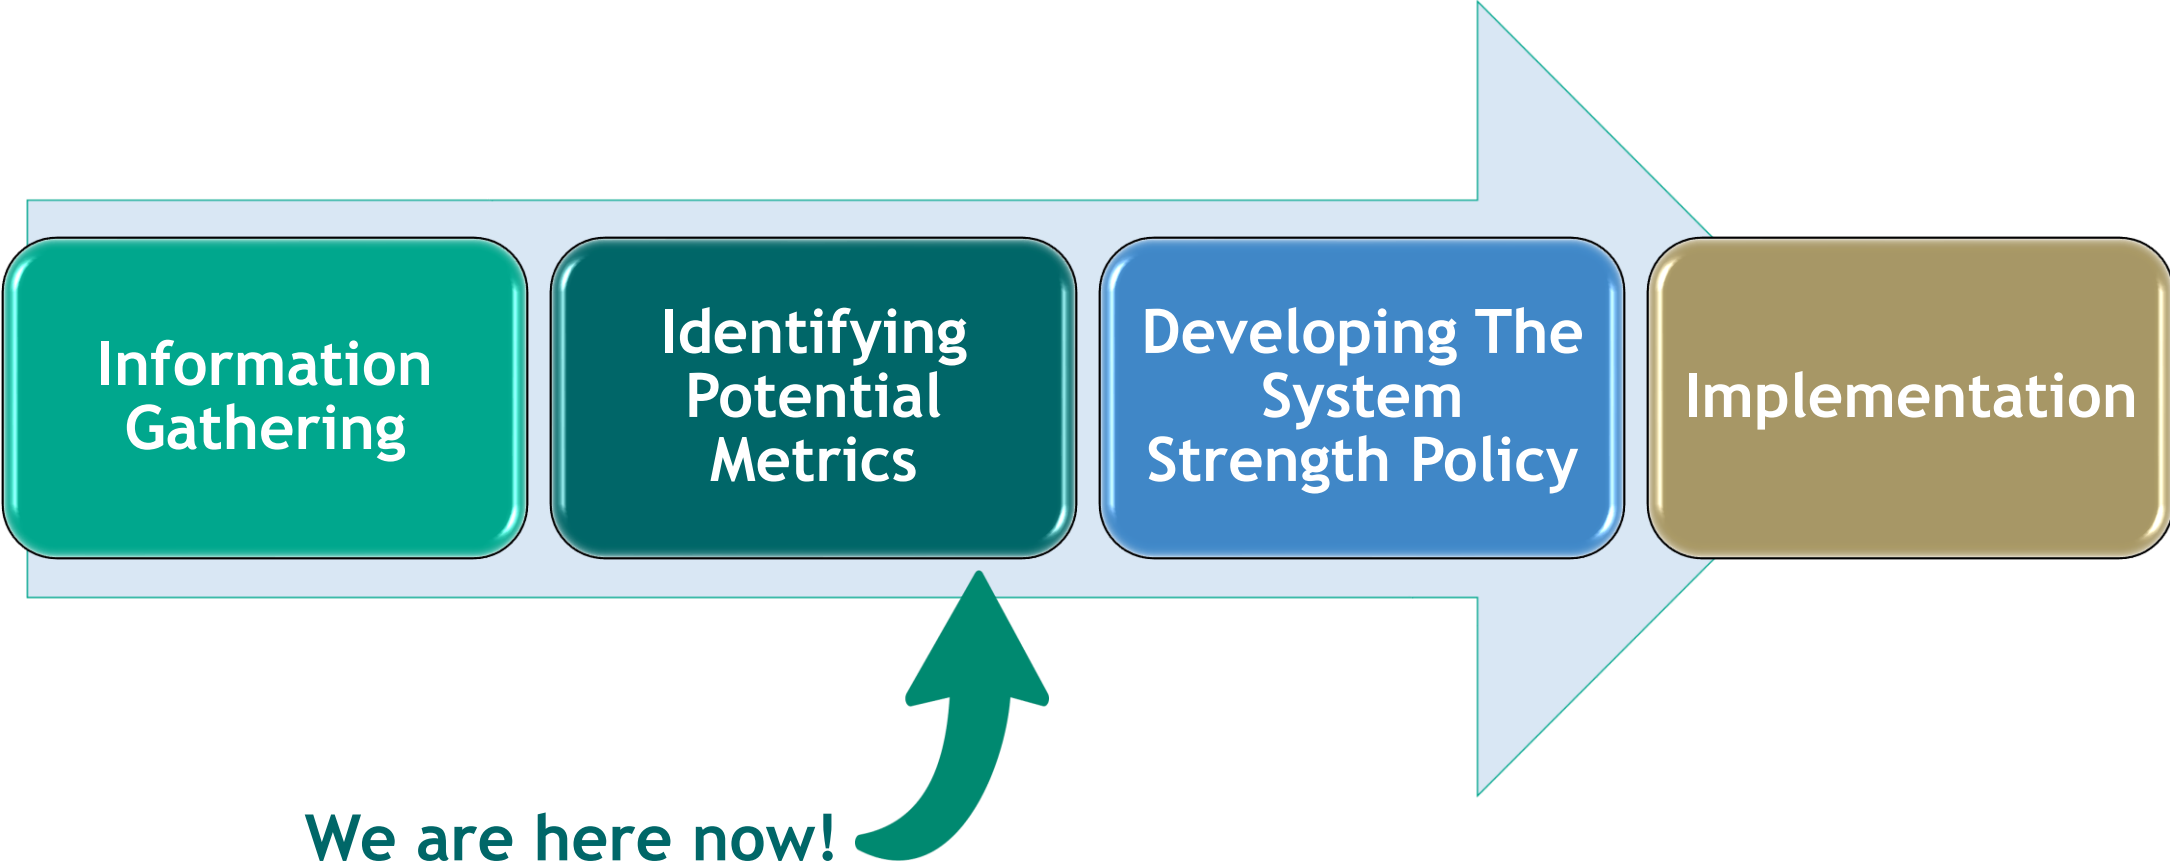 Information
Gathering
Identifying
Potential
Metrics
Developing The
System
Strength Policy
Implementation
We are here now!